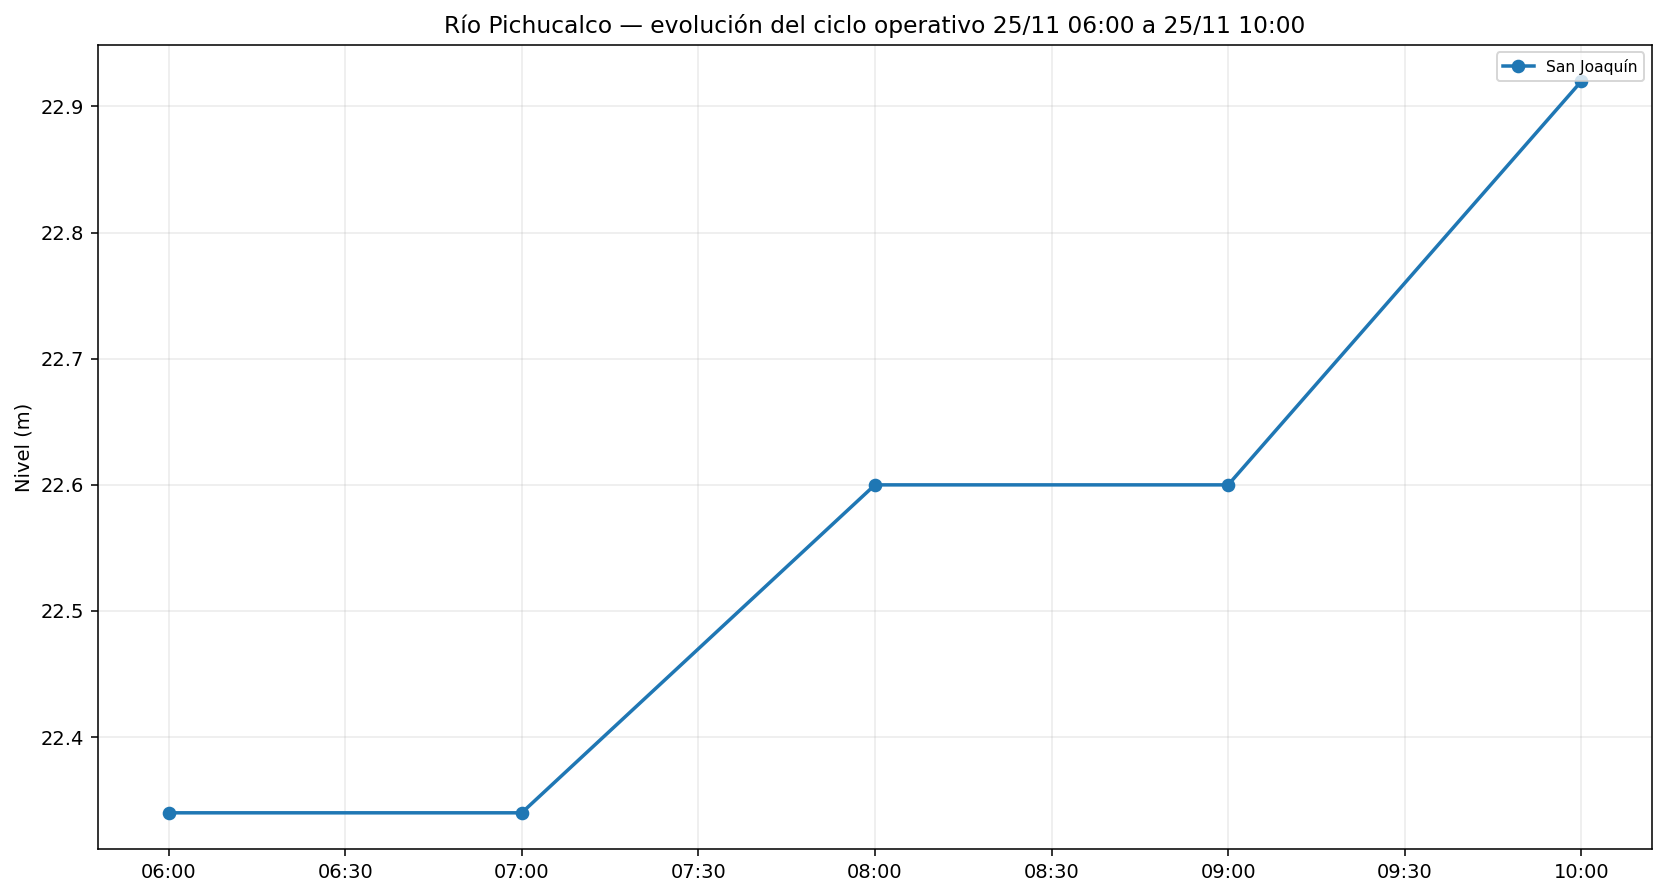 Río Pichucalco — evolución del ciclo operativo 25/11 06:00 a 25/11 10:00
San Joaquín
Nivel (m)
22.9
22.8
22.7
22.6
22.5
22.4
06:00 06:30 07:00 07:30 08:00 08:30 09:00 09:30 10:00